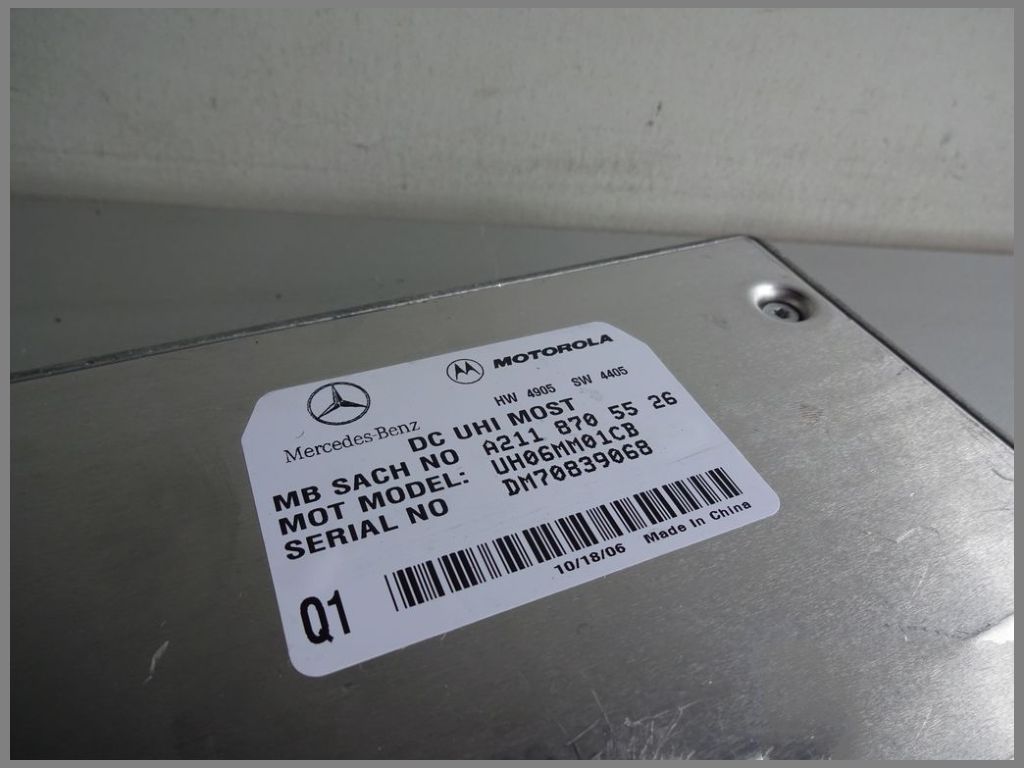 Mercedes-Benz
MOTOROLA
HW 4905 SW 4405
DC UHI MOST
MB SACH NO A211 870 55 26
MOT MODEL: UH06MM01CB
SERIAL NO DM70839068
10/18/06 Made In China
Q1